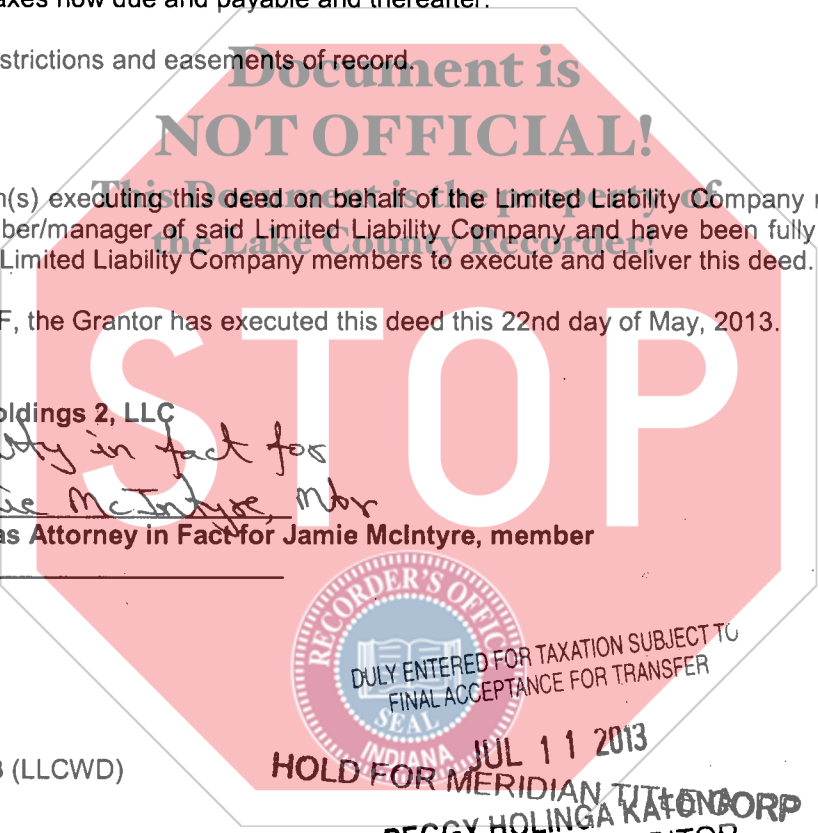 axes now due and payable and thereafter.
strictions and easements of record.
Document is
NOT OFFICIAL!
This Document is the property of
the Lake County Recorder!
n(s) executing this deed on behalf of the Limited Liability Company
ber/manager of said Limited Liability Company and have been fully
Limited Liability Company members to execute and deliver this deed.
F, the Grantor has executed this deed this 22nd day of May, 2013.
STOP
oldings 2, LLC
in fact for
McIntyre, Mbr
as Attorney in Fact for Jamie McIntyre, member
RECORDER'S OFFICE
SEAL
INDIANA
DULY ENTERED FOR TAXATION SUBJECT TO
FINAL ACCEPTANCE FOR TRANSFER
JUL 11 2013
(LLCWD)
HOLD FOR MERIDIAN TITLE CORP
PEGGY HOLINGA KATONA